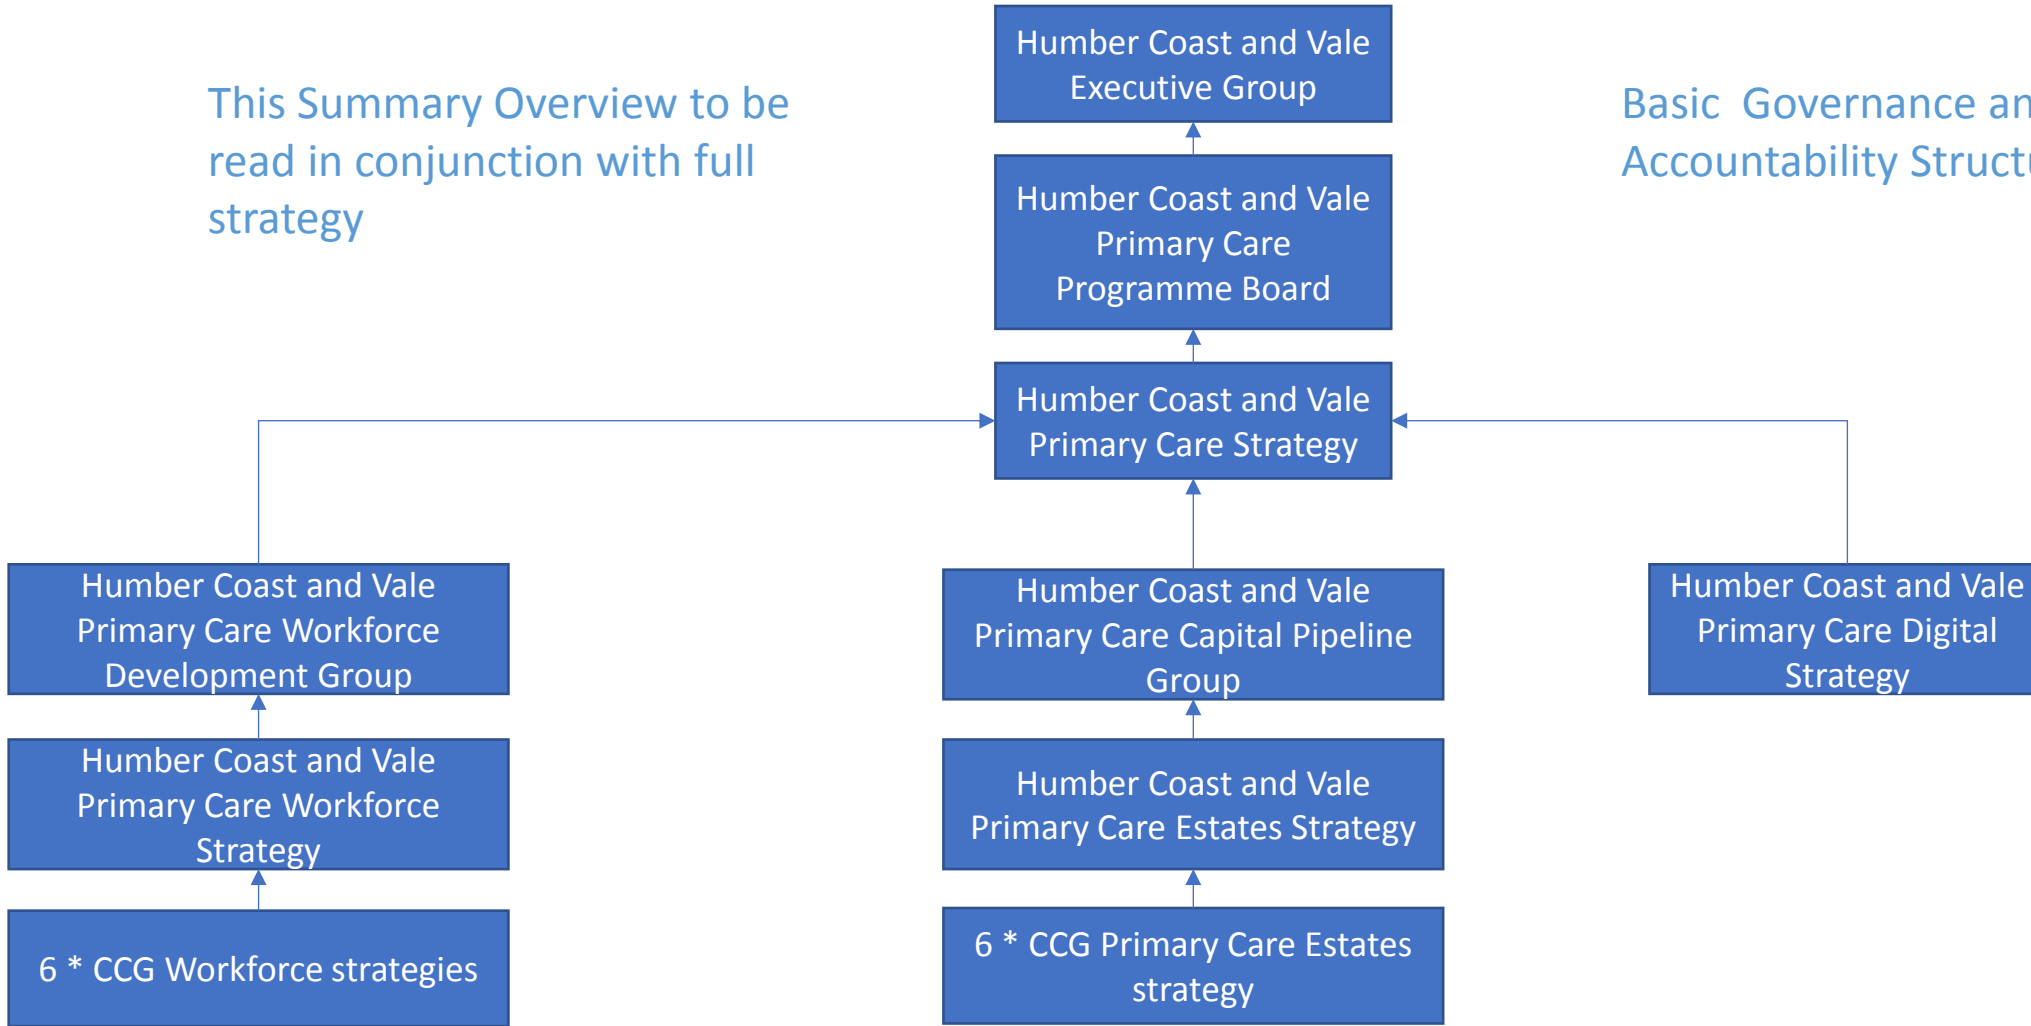 Humber Coast and Vale
Executive Group
This Summary Overview to be
read in conjunction with full
strategy
Basic Governance
Accountability
Humber Coast and Vale
Primary Care
Programme Board
Humber Coast and Vale
Primary Care Strategy
Humber Coast and Vale
Primary Care Workforce
Development Group
Humber Coast and Vale
Primary Care Capital Pipeline
Group
Humber Coast and Vale
Primary Care Digital
Strategy
Humber Coast and Vale
Primary Care Workforce
Strategy
Humber Coast and Vale
Primary Care Estates Strategy
6 * CCG Workforce strategies
6 * CCG Primary Care Estates
strategy